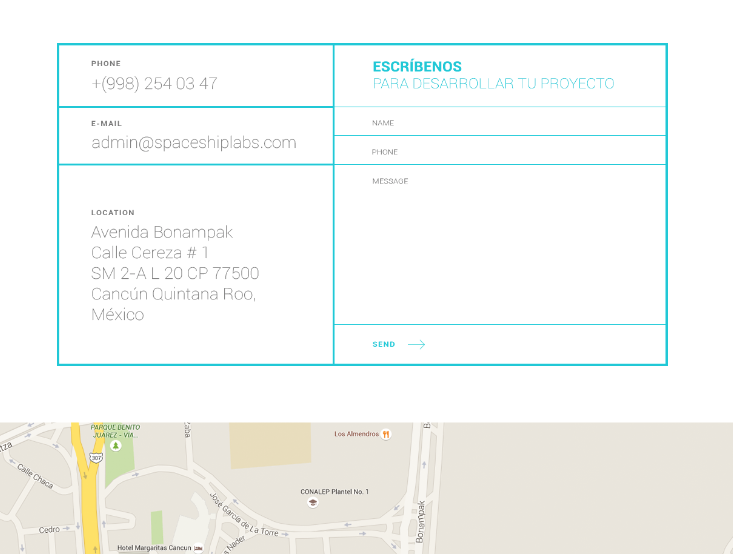 PHONE
+(998) 254 03 47
E-MAIL
admin@spaceshiplabs.com
LOCATION
Avenida Bonampak
Calle Cereza # 1
SM 2-A L 20 CP 77500
Cancún Quintana Roo,
México
ESCRÍBENOS
PARA DESARROLLAR TU PROYECTO
NAME
PHONE
MESSAGE
SEND
PARQUE BENITO
JUAREZ - VIA...
307
Calle Chaca
Cedro
Los Almendros
CONALEP Plantel No. 1
José García de La Torre
Bonampak
Hotel Margaritas Cancun
Nader